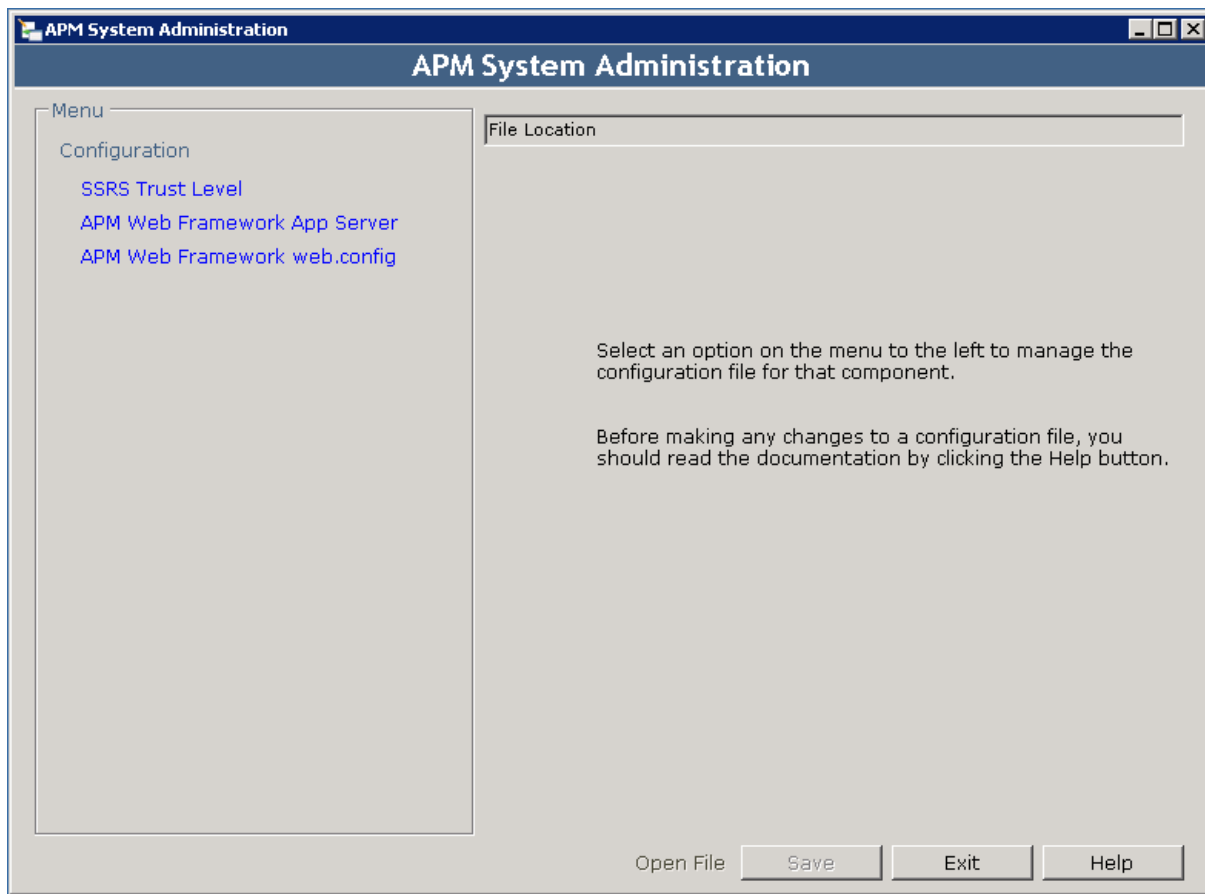 APM System Administration
APM System Administration
Menu
Configuration
SSRS Trust Level
APM Web Framework App Server
APM Web Framework web.config
File Location
Select an option on the menu to the left to manage the
configuration file for that component.
Before making any changes to a configuration file, you
should read the documentation by clicking the Help button.
Open File Save Exit Help